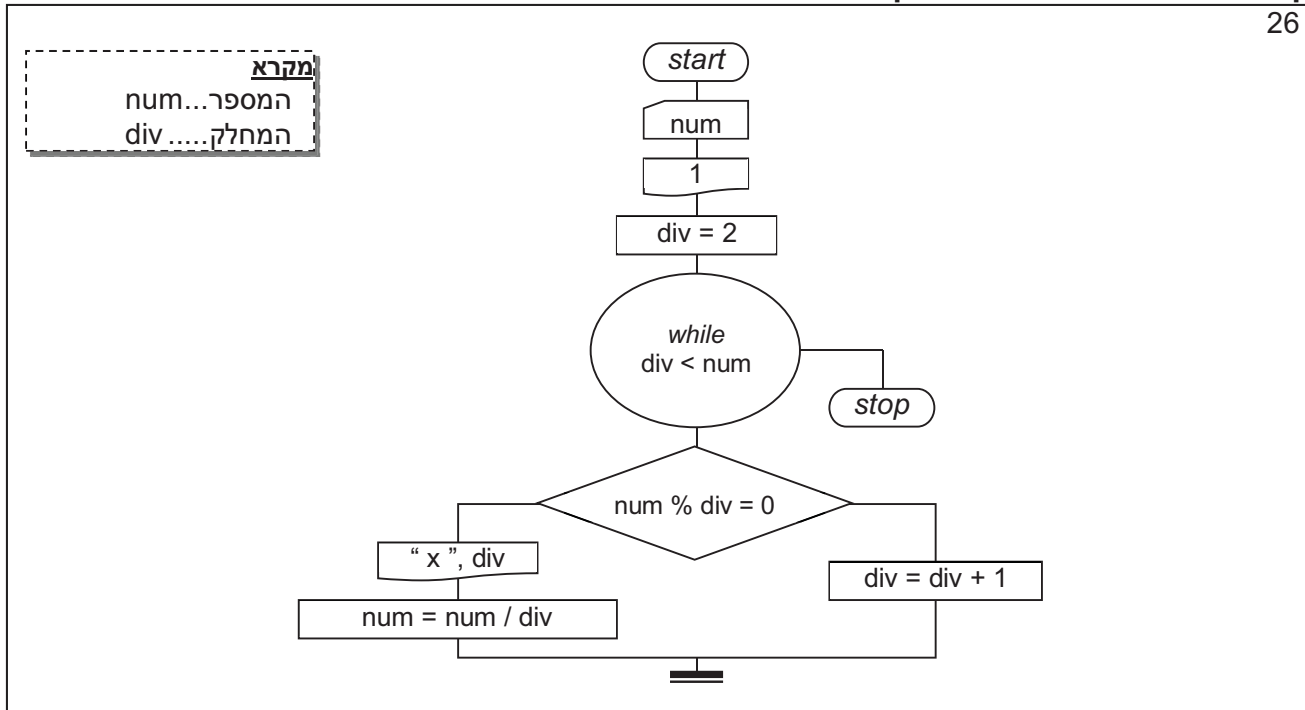 26
מקרא
המספר...num
המחלק.....div
start
num
1
div = 2
while
div < num
stop
num % div = 0
“ x ”, div
div = div + 1
num = num / div